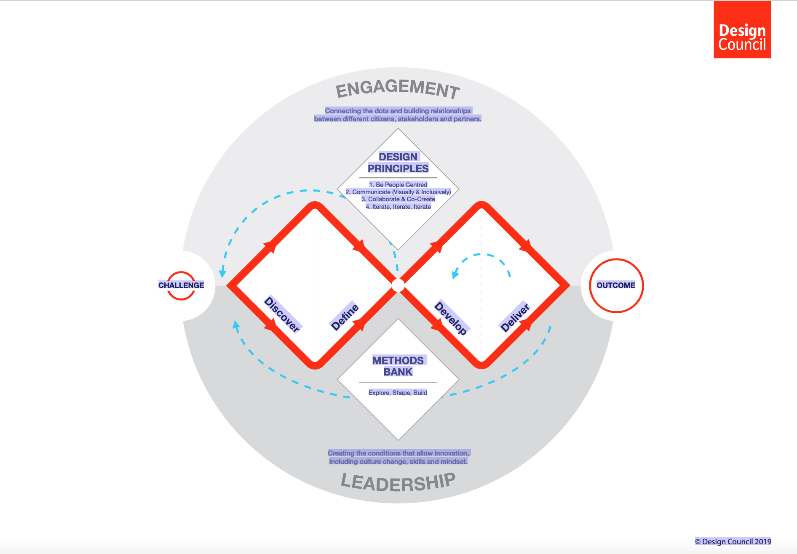 Design
Council
ENGAGEMENT
Connecting the dots and building relationships
between different citizens, stakeholders and partners.
DESIGN
PRINCIPLES
1. Be People Centred
2. Communicate (Visually & Inclusively)
3. Collaborate & Co-Create
4. Iterate, Iterate, Iterate
CHALLENGE
OUTCOME
Discover
Define
Develop
Deliver
METHODS
BANK
Explore, Shape, Build
Creating the conditions that allow innovation,
including culture change, skills and mindset.
LEADERSHIP
© Design Council 2019